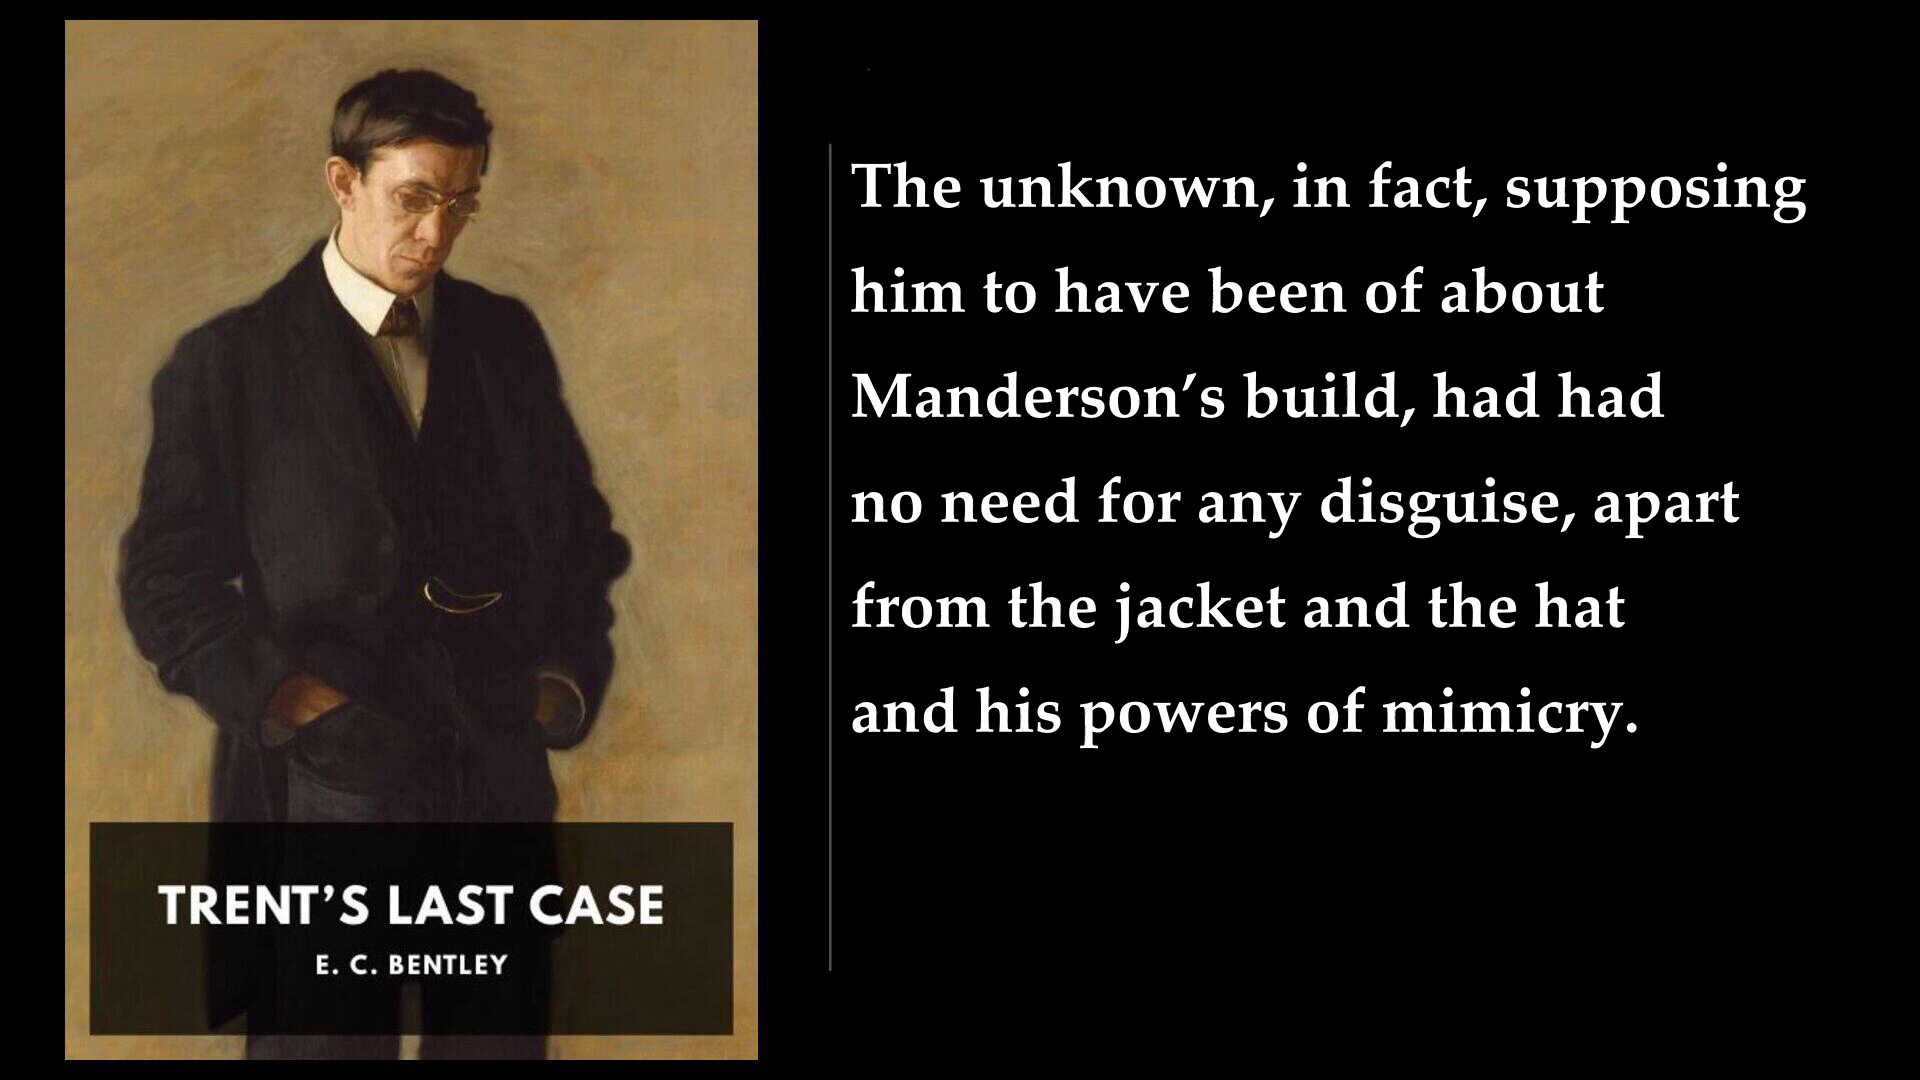 The unknown, in fact, supposing
him to have been of about
Manderson’s build, had had
no need for any disguise, apart
from the jacket and the hat
and his powers of mimicry.
TRENT’S LAST CASE
E. C. BENTLEY